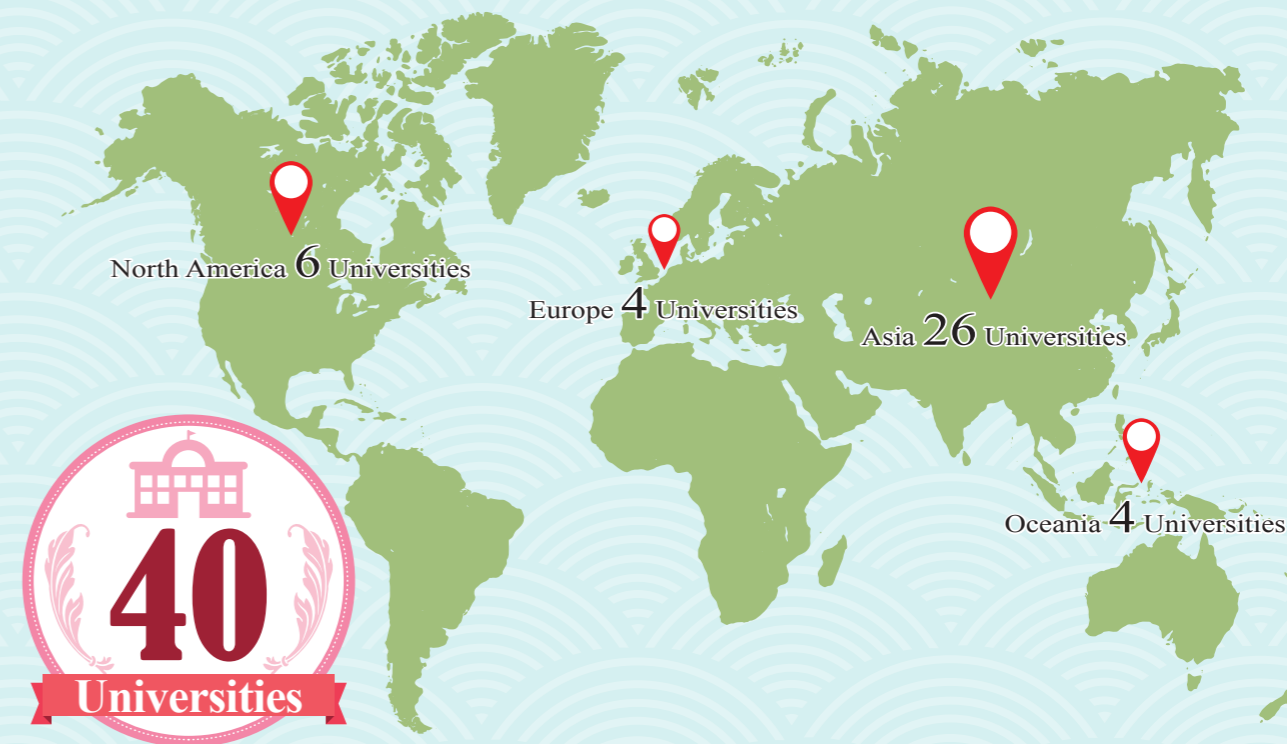 North America 6 Universities
Europe 4 Universities
Asia 26 Universities
Oceania 4 Universities
40
Universities